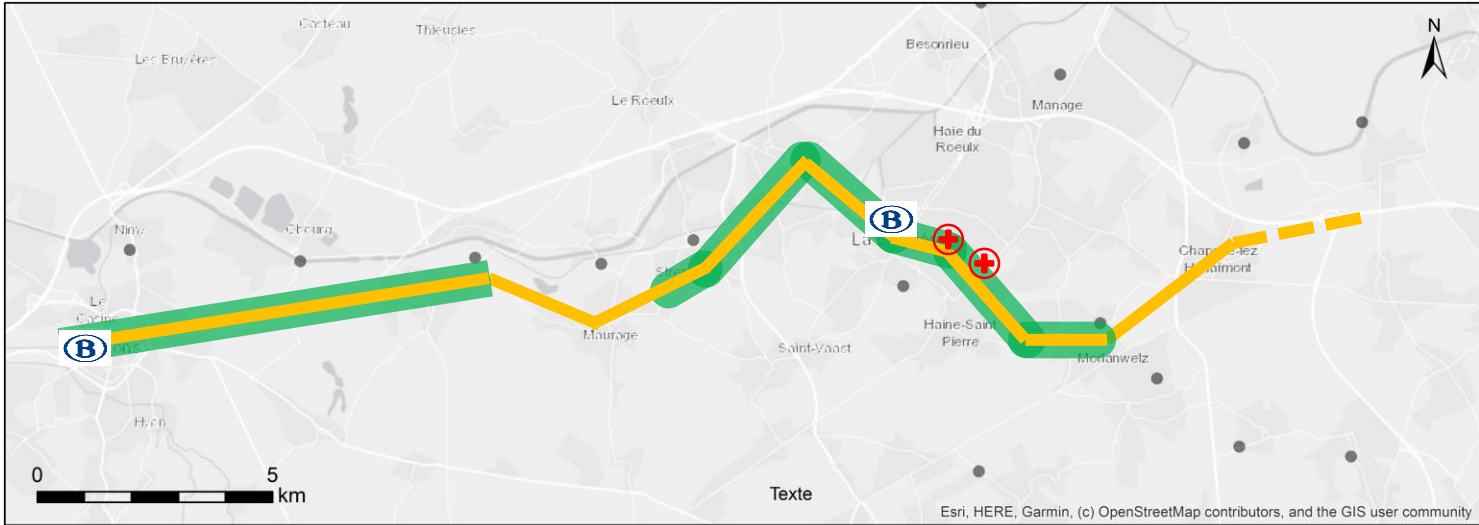 Casteau
Thieusies
N
Besonrieu
Les Bruyères
Le Roeulx
Manage
Haie du
Roeulx
B
Nimy
Obourg
La
Le
Casino
B
Maurage
Saint-Vaast
Haine-Saint
Pierre
Morlanwelz
Hyon
0
5
km
Texte
Esri, HERE, Garmin, (c) OpenStreetMap contributors, and the GIS user community